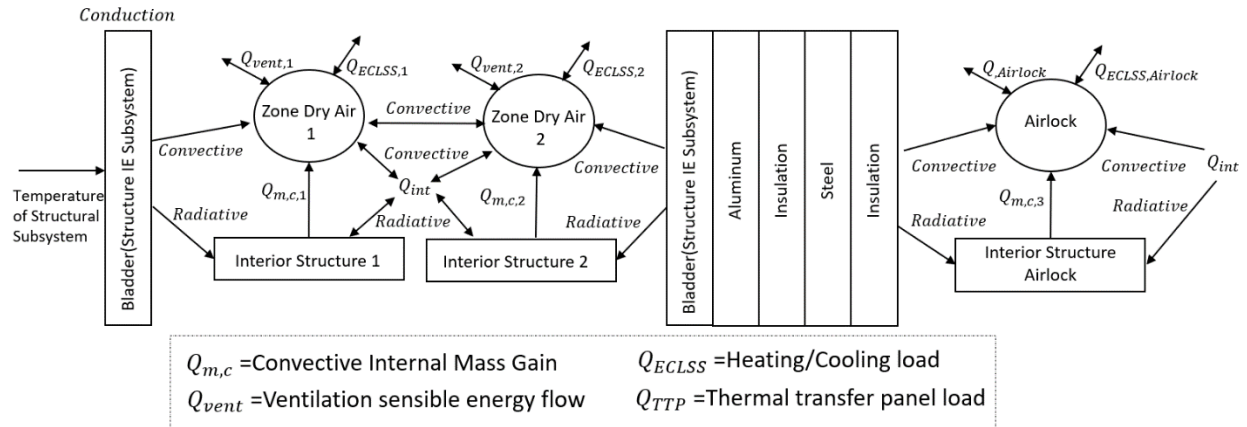 Conduction
Q_{vent,1}
Q_{ECLSS,1}
Q_{vent,2}
Q_{ECLSS,2}
Q_{,Airlock}
Q_{ECLSS,Airlock}
Zone Dry Air
1
Convective
Zone Dry Air
2
Airlock
Convective
Convective
Convective
Convective
Convective
Q_{m,c,1}
Q_{int}
Q_{m,c,2}
Q_{m,c,3}
Q_{int}
Temperature
of Structural
Subsystem
Radiative
Radiative
Radiative
Radiative
Radiative
Interior Structure 1
Interior Structure 2
Interior Structure
Airlock
Bladder(Structure IE Subsystem)
Bladder(Structure IE Subsystem)
Aluminum
Insulation
Steel
Insulation
Q_{m,c} =Convective Internal Mass Gain
Q_{ECLSS} =Heating/Cooling load
Q_{vent} =Ventilation sensible energy flow
Q_{TTP} =Thermal transfer panel load